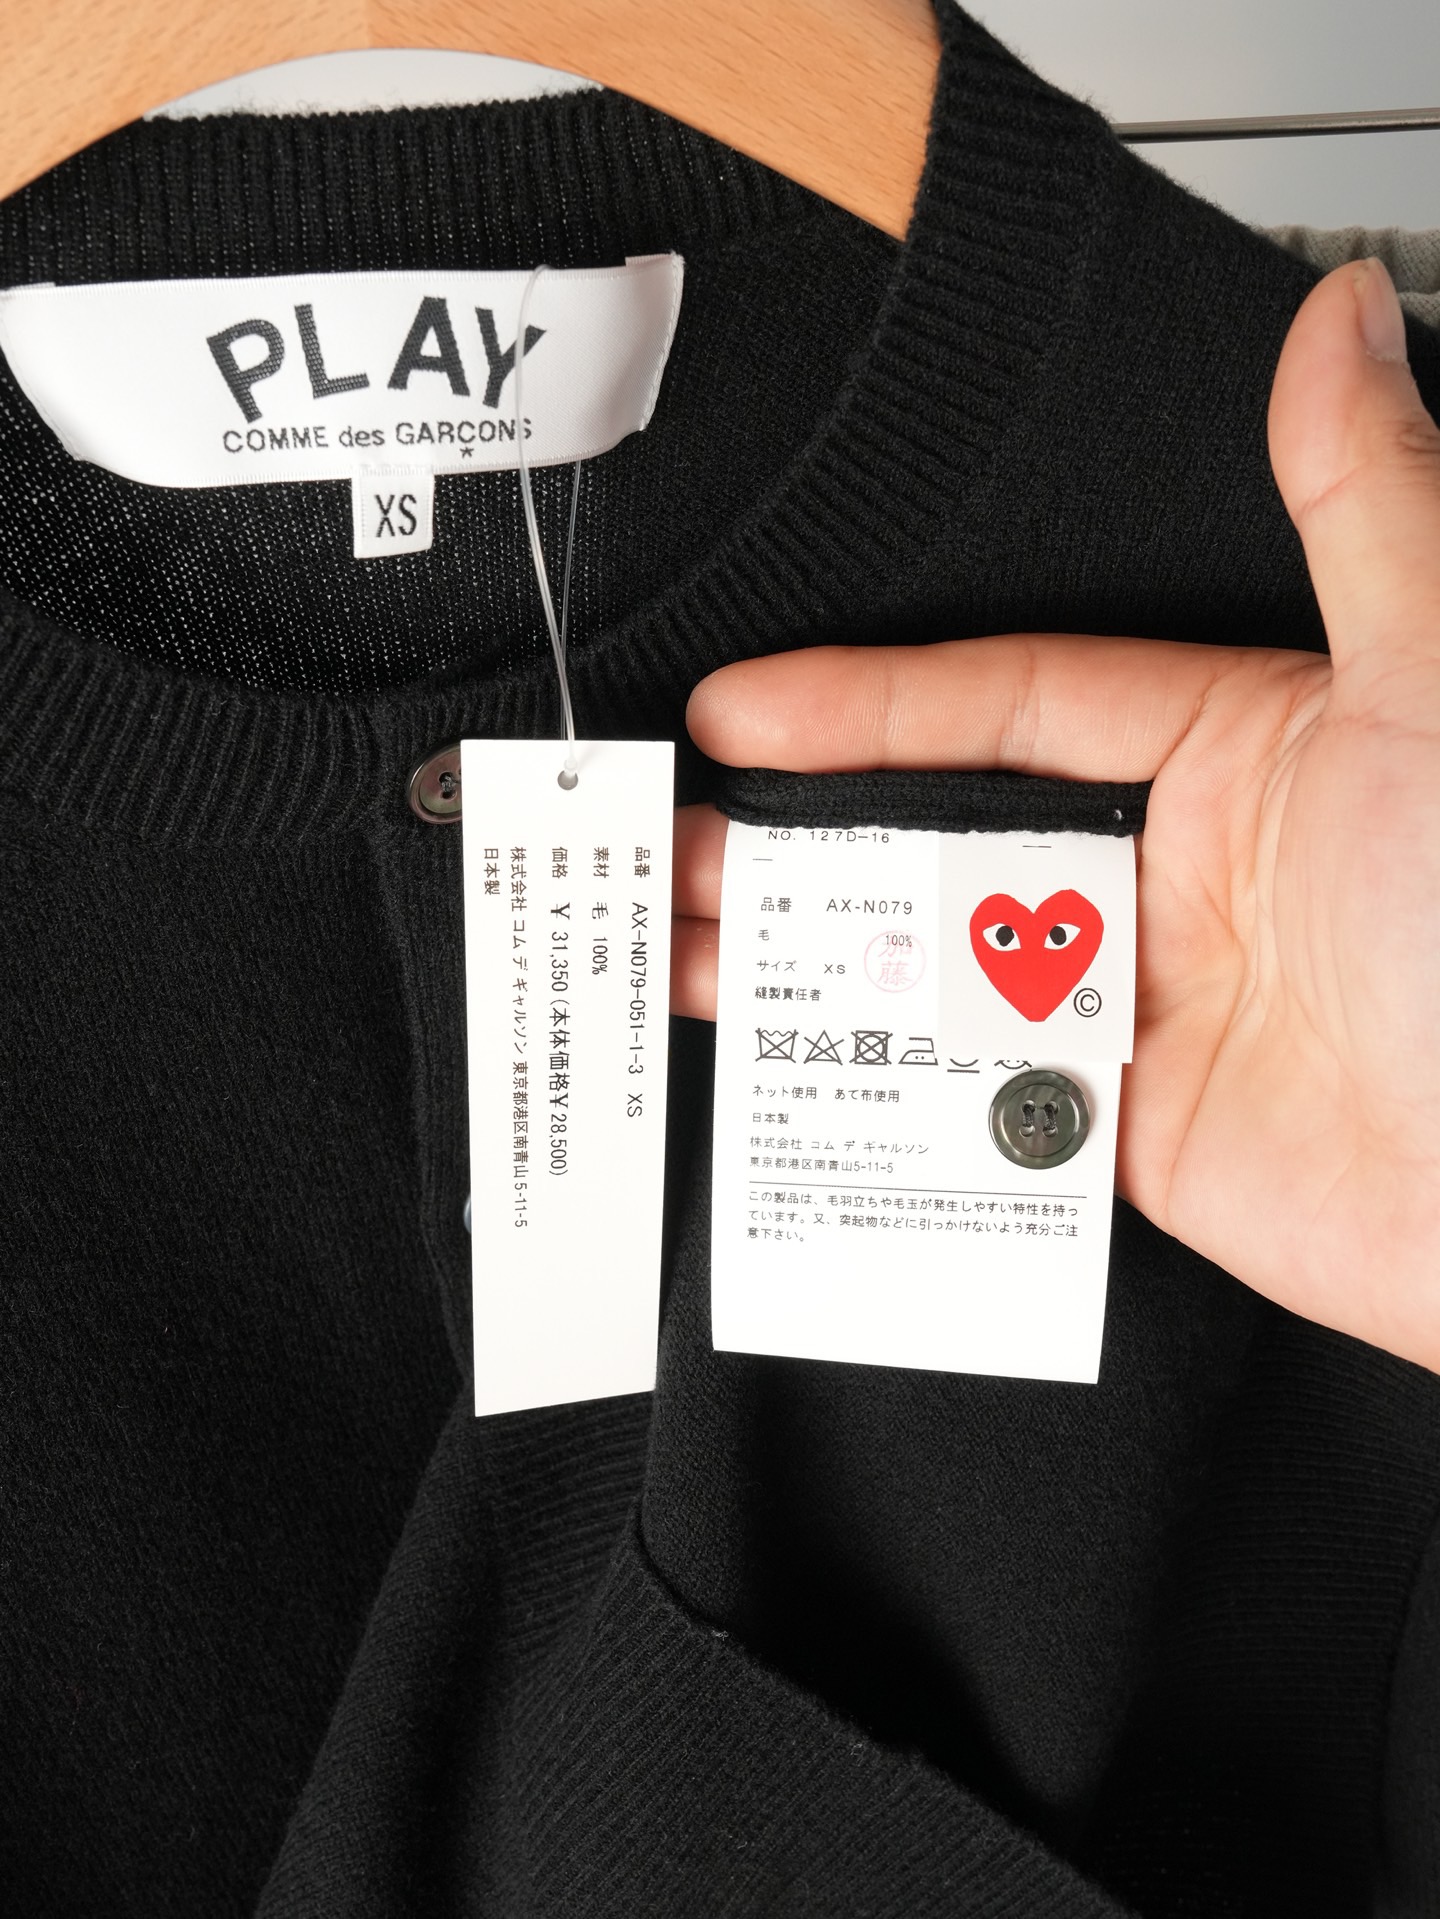 PLAY
COMME des GARÇONS
XS
品番 AX-N079-051-1-3 XS
素材 毛 100%
価格 ¥ 31,350 (本体価格¥ 28,500)
株式会社 コム デ ギャルソン 東京都港区南青山 5-11-5
日本製
NO. 127D-16
品番 AX-N079
毛 100%
加藤
サイズ XS
縫製責任者
©
ネット使用 あて布使用
日本製
株式会社 コム デ ギャルソン
東京都港区南青山5-11-5
この製品は、毛羽立ちや毛玉が発生しやすい特性を持っ
ています。又、突起物などに引っかけないよう充分ご注
意下さい。